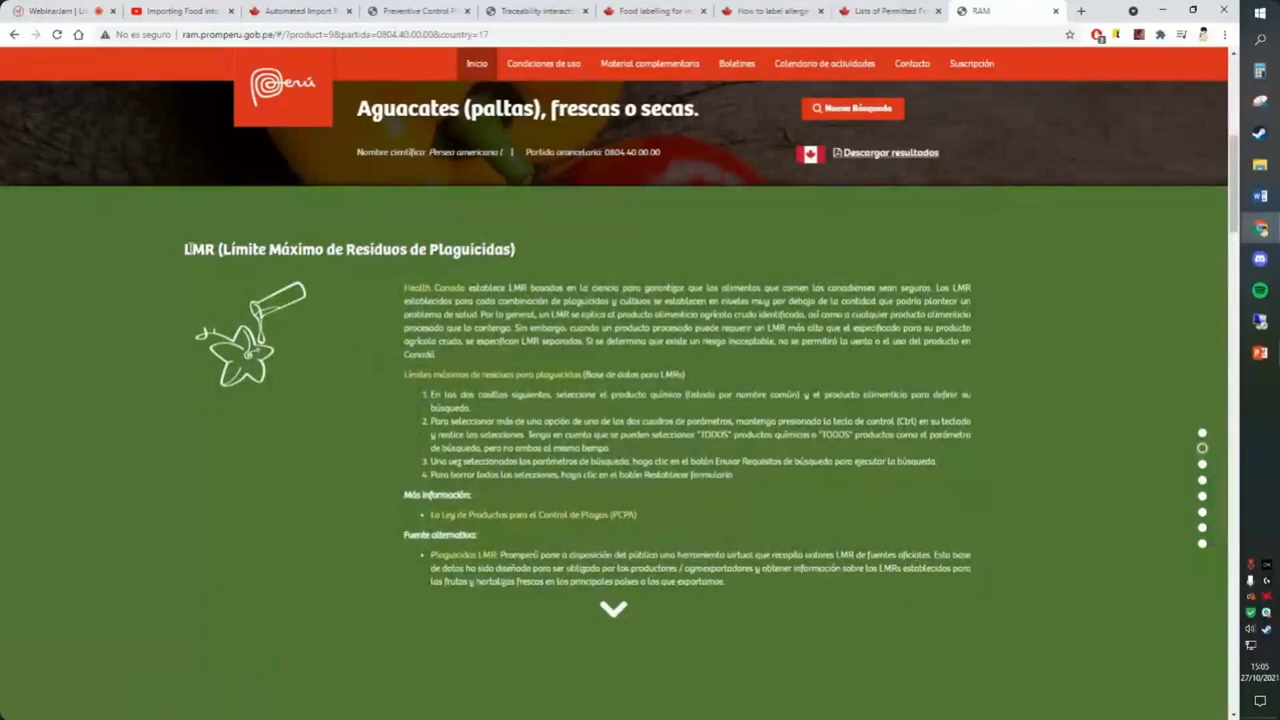 WebinarJam | Li
Importing Food into
Automated Import R
Preventive Control P
Traceability interacti
Food labelling for in
How to label allerge
Lists of Permitted F
RAM
No es seguro | ram.promperu.gob.pe/#/?product=9&partida=0804.40.00.00&country=17
Perú
Inicio Condiciones de uso Material complementario Boletines Calendario de actividades Contacto Suscripción
Aguacates (paltas), frescas o secas.
Nueva Búsqueda
Nombre científica: Persea americana l | Partida arancelaria: 0804.40.00.00
Descargar resultados
LMR (Límite Máximo de Residuos de Plaguicidas)
Health Canada establece LMR basados en la ciencia para garantizar que los alimentos que comen los canadienses sean seguros. Los LMR
establecidos para cada combinación de plaguicidas y cultivos se establecen en niveles muy por debajo de la cantidad que podría plantear un
problema de salud. Por lo general, un LMR se aplica al producto alimenticio agrícola crudo identificado, así como a cualquier producto alimenticio
procesado que lo contenga. Sin embargo, cuando un producto procesado puede requerir un LMR más alto que el especificado para su producto
agrícola crudo, se especifican LMR separados. Si se determina que existe un riesgo inaceptable, no se permitirá la venta o el uso del producto en
Canadá.
Límites máximos de residuos para plaguicidas (Base de datos para LMRs)
1. En las dos casillas siguientes, seleccione el producto químico (listado por nombre común) y el producto alimenticio para definir su
búsqueda.
2. Para seleccionar más de una opción de uno de los dos cuadros de parámetros, mantenga presionada la tecla de control (Ctrl) en su teclado
y realice las selecciones. Tenga en cuenta que se pueden seleccionar "TODOS" productos químicos o "TODOS" productos como el parámetro
de búsqueda, pero no ambos al mismo tiempo.
3. Una vez seleccionados los parámetros de búsqueda, haga clic en el botón Enviar Requisitos de búsqueda para ejecutar la búsqueda.
4. Para borrar todas las selecciones, haga clic en el botón Restablecer formulario
Más información:
• La Ley de Productos para el Control de Plagas (PCPA)
Fuente alternativa:
• Plaguicidas LMR: Promperú pone a disposición del público una herramienta virtual que recopila valores LMR de fuentes oficiales. Esta base
de datos ha sido diseñada para ser utilizada por los productores / agroexportadores y obtener información sobre los LMRs establecidos para
las frutas y hortalizas frescas en los principales países a los que exportamos.
15:05
27/10/2021